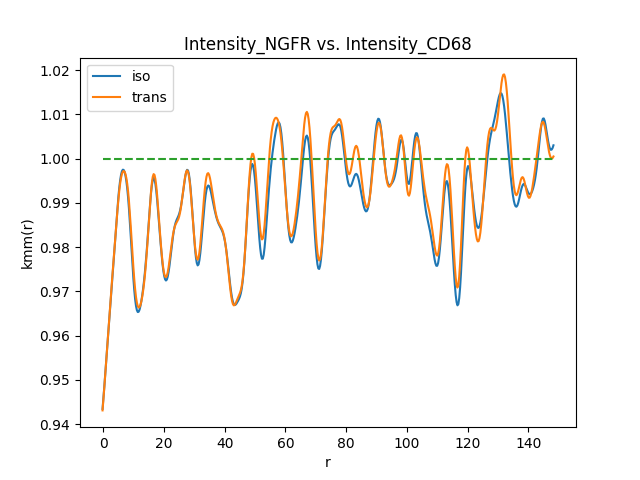 Intensity_NGFR vs. Intensity_CD68
iso
trans
1.02
1.01
1.00
0.99
0.98
0.97
0.96
0.95
0.94
kmm(r)
0 20 40 60 80 100 120 140
r